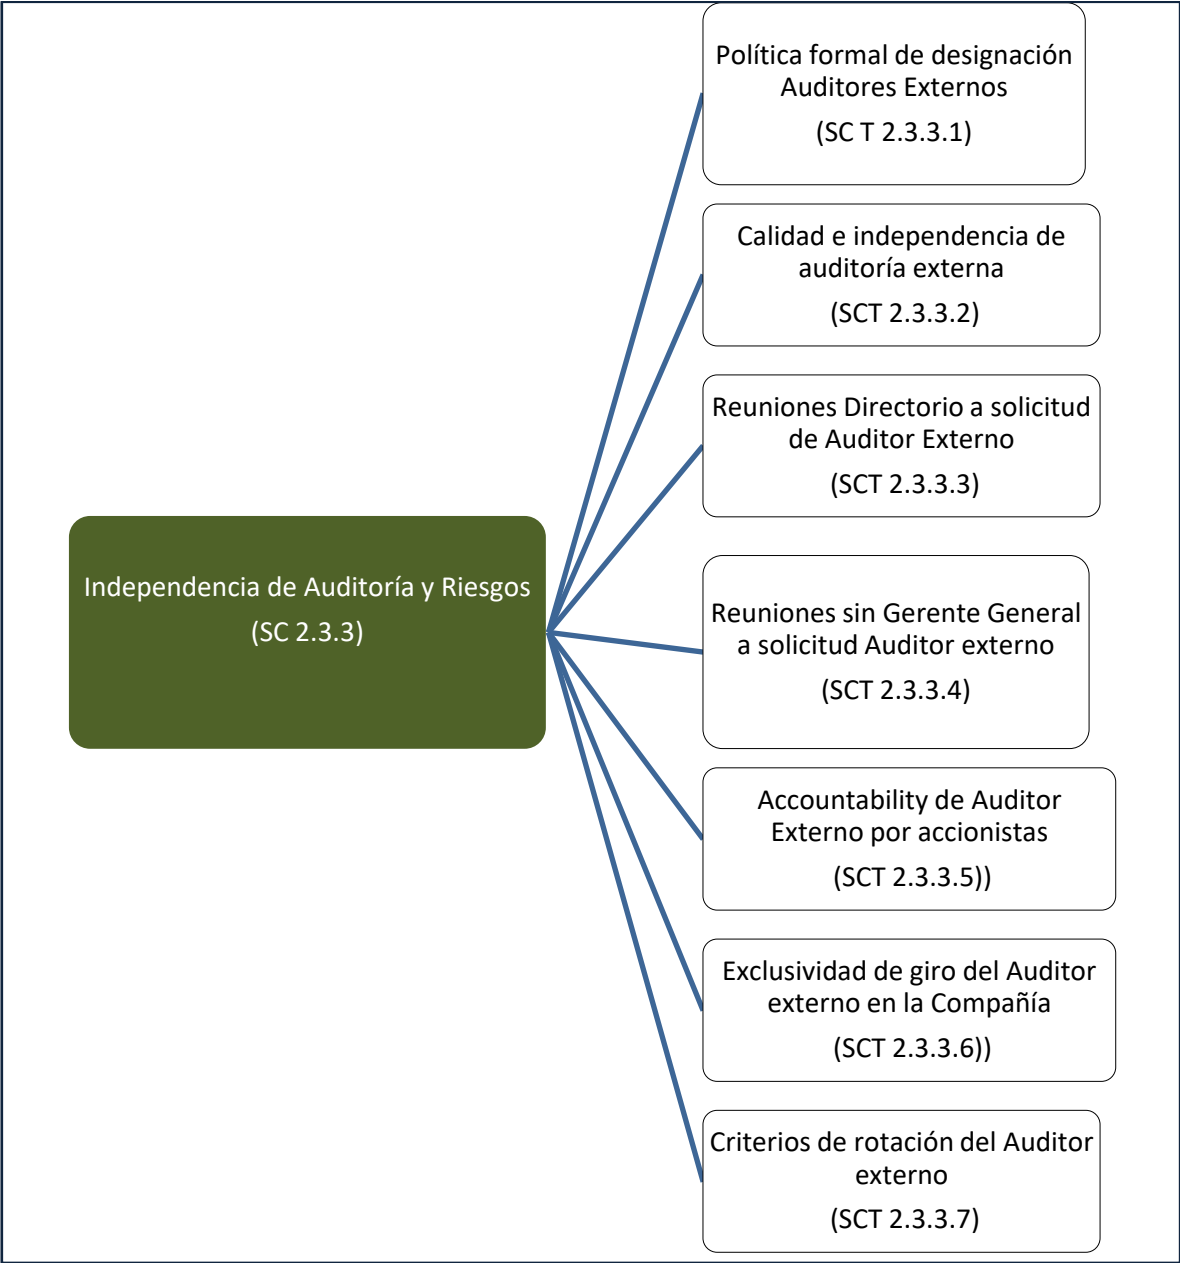 Política formal de designación
Auditores Externos
(SC T 2.3.3.1)
Calidad e independencia de
auditoría externa
(SCT 2.3.3.2)
Reuniones Directorio a solicitud
de Auditor Externo
(SCT 2.3.3.3)
Independencia de Auditoría y Riesgos
(SC 2.3.3)
Reuniones sin Gerente General
a solicitud Auditor externo
(SCT 2.3.3.4)
Accountability de Auditor
Externo por accionistas
(SCT 2.3.3.5))
Exclusividad de giro del Auditor
externo en la Compañía
(SCT 2.3.3.6))
Criterios de rotación del Auditor
externo
(SCT 2.3.3.7)